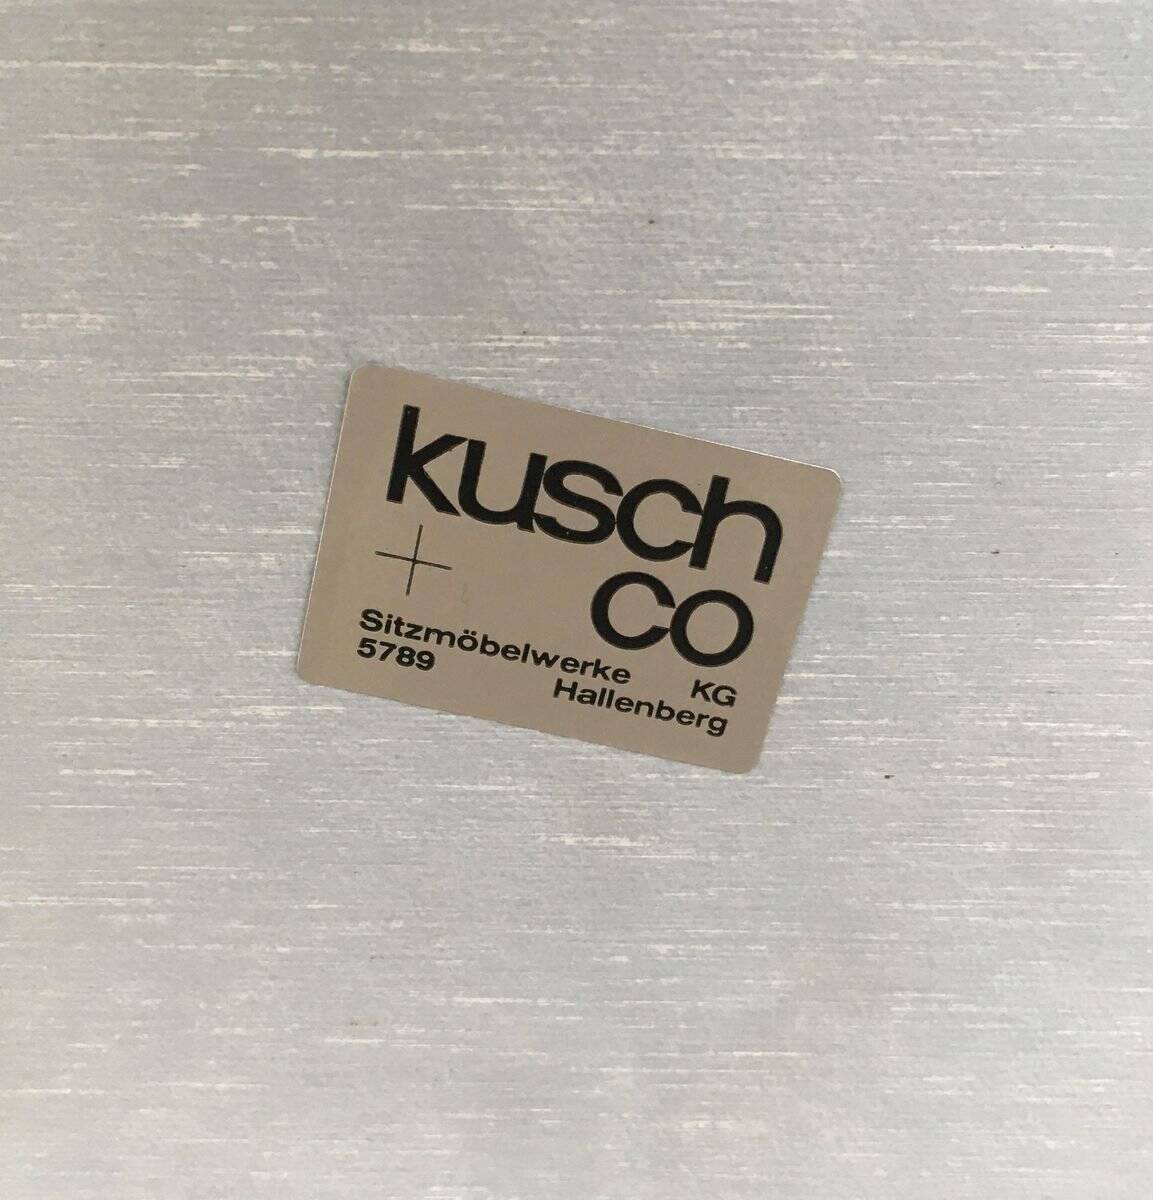 kusch
+ co
Sitzmöbelwerke KG
5789 Hallenberg